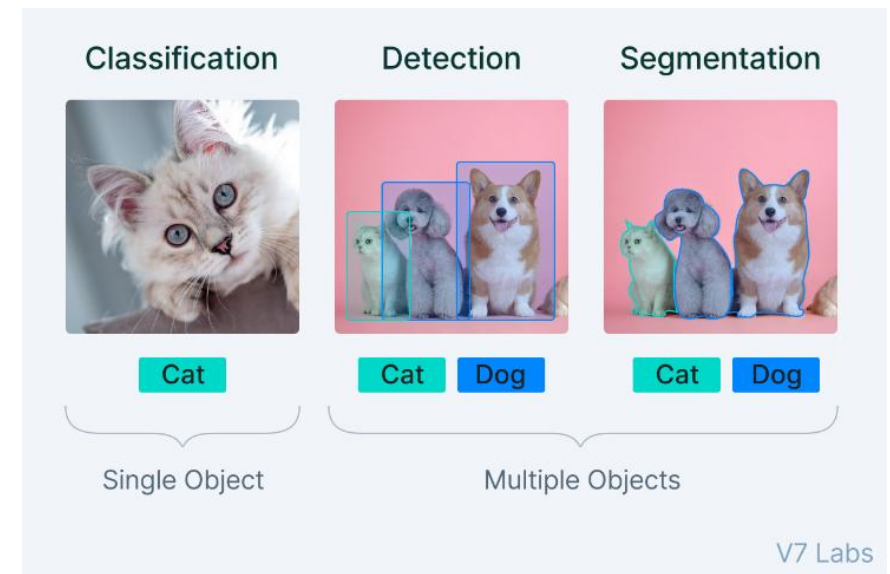 Classification
Detection
Segmentation
Cat
Cat
Dog
Cat
Dog
Single Object
Multiple Objects
V7 Labs